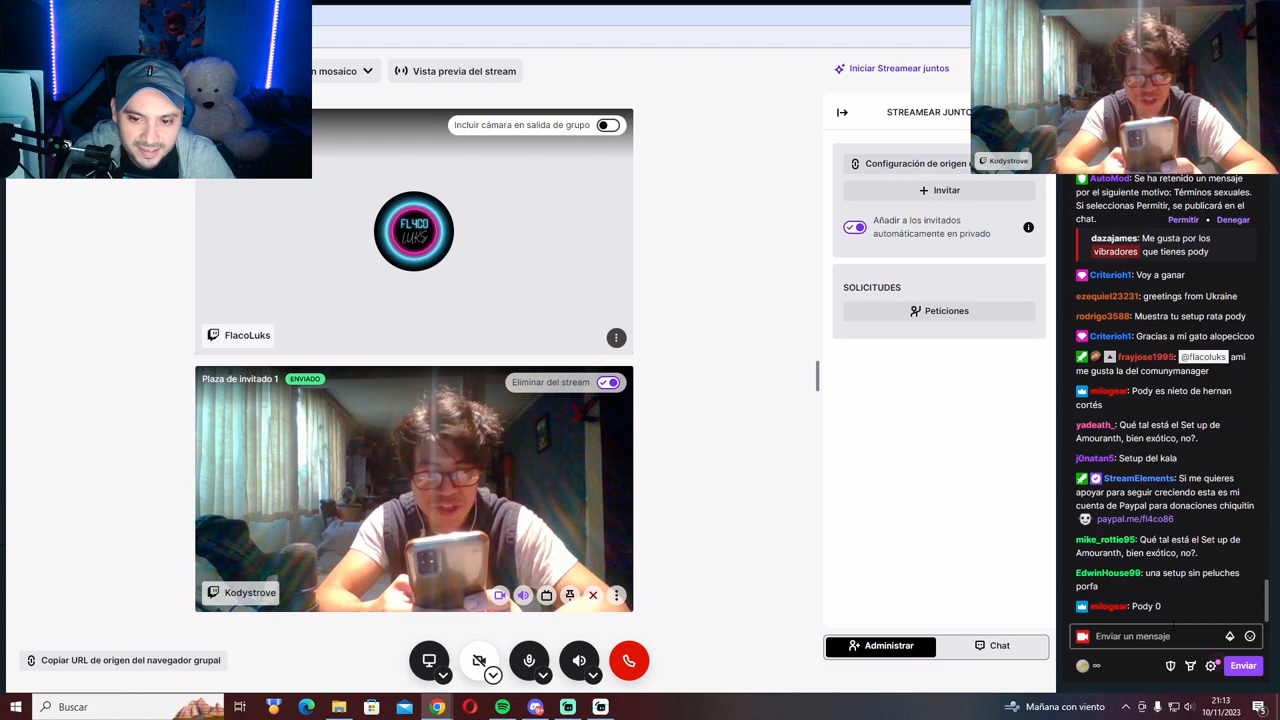 n mosaico
Vista previa del stream
Iniciar Streamear juntos
Incluir cámara en salida de grupo
FL4CO
LUKS
FlacoLuks
Plaza de invitado 1
ENVIADO
Eliminar del stream
Kodystrove
Copiar URL de origen del navegador grupal
STREAMEAR JUNTO
Configuración de origen
Invitar
Añadir a los invitados
automáticamente en privado
SOLICITUDES
Peticiones
Administrar
Chat
Kodystrove
AutoMod: Se ha retenido un mensaje
por el siguiente motivo: Términos sexuales.
Si seleccionas Permitir, se publicará en el
chat.
Permitir • Denegar
dazajames: Me gusta por los
vibradores que tienes pody
Criterioh1: Voy a ganar
ezequiel23231: greetings from Ukraine
rodrigo3588: Muestra tu setup rata pody
Criterioh1: Gracias a mi gato alopecicoo
frayjose1995: @flacoluks ami
me gusta la del comunymanager
milogear: Pody es nieto de hernan
cortés
yadeath_: Qué tal está el Set up de
Amouranth, bien exótico, no?.
j0natan5: Setup del kala
StreamElements: Si me quieres
apoyar para seguir creciendo esta es mi
cuenta de Paypal para donaciones chiquitin
paypal.me/fl4co86
mike_rottie95: Qué tal está el Set up de
Amouranth, bien exótico, no?.
EdwinHouse99: una setup sin peluches
porfa
milogear: Pody 0
Enviar un mensaje
Enviar
Buscar
Mañana con viento
21:13
10/11/2023